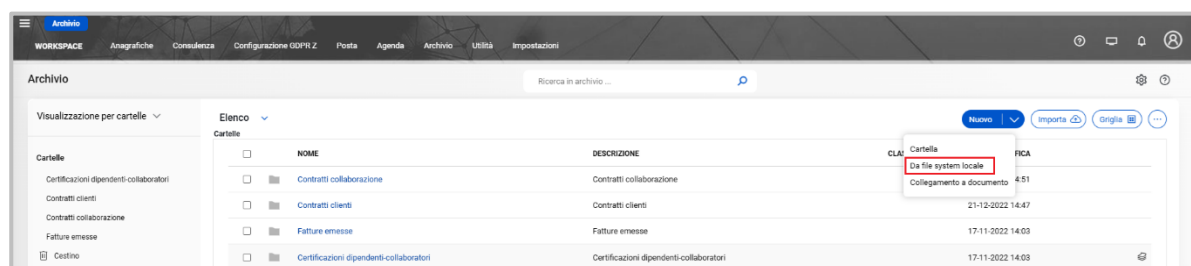 Archivio
WORKSPACE Anagrafiche Consulenza Configurazione GDPR Z Posta Agenda Archivio Utilità Impostazioni
Archivio
Ricerca in archivio ...
Visualizzazione per cartelle
Elenco
Nuovo
Importa
Griglia
Cartelle
Cartella
Da file system locale
Collegamento a documento
Cartelle
NOME DESCRIZIONE
Certificazioni dipendenti-collaboratori
Contratti clienti
Contratti collaborazione
Fatture emesse
Cestino
Contratti collaborazione Contratti collaborazione 4:51
Contratti clienti Contratti clienti 21-12-2022 14:47
Fatture emesse Fatture emesse 17-11-2022 14:03
Certificazioni dipendenti-collaboratori Certificazioni dipendenti-collaboratori 17-11-2022 14:03